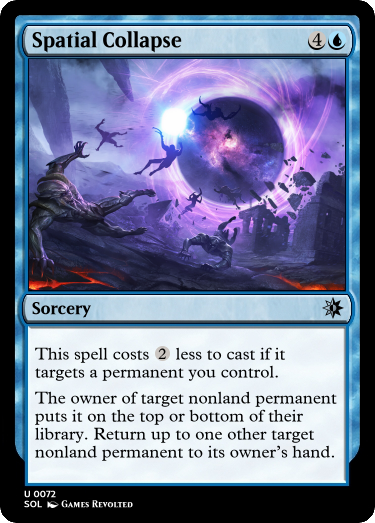 Spatial Collapse 4
Sorcery
This spell costs 2 less to cast if it
targets a permanent you control.
The owner of target nonland permanent
puts it on the top or bottom of their
library. Return up to one other target
nonland permanent to its owner's hand.
U 0072
SOL Games Revolted